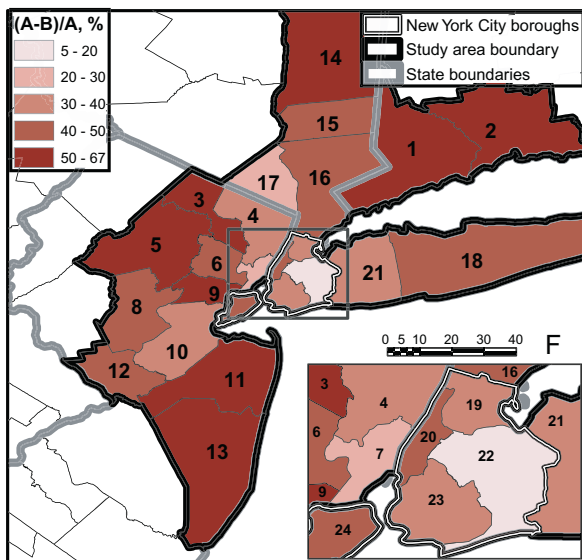 (A-B)/A, %
5 - 20
20 - 30
30 - 40
40 - 50
50 - 67
New York City boroughs
Study area boundary
State boundaries
14
15
1
2
17
16
3
4
5
6
21
18
8
9
10
12
11
13
0 5 10 20 30 40
F
16
3
4
19
21
6
20
7
22
9
23
24